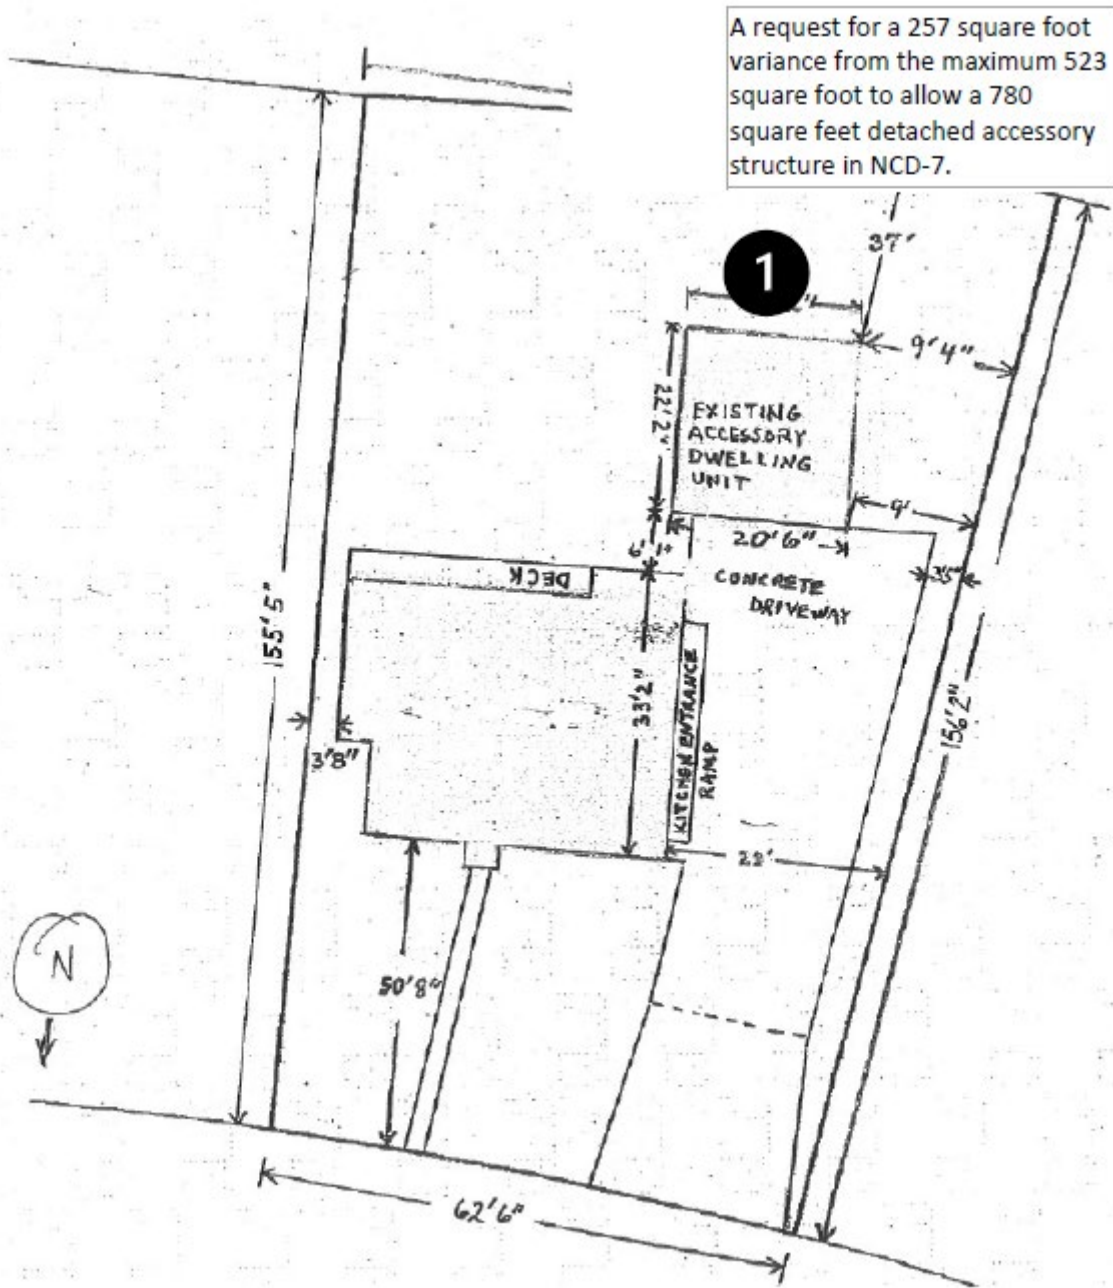 A request for a 257 square foot
variance from the maximum 523
square foot to allow a 780
square feet detached accessory
structure in NCD-7.
37'
1
9'4"
22'2"
EXISTING
ACCESSORY
DWELLING
UNIT
9'
20'6"
6'
1"
CONCRETE
DRIVEWAY
DECK
155'5"
33'2"
KITCHEN ENTRANCE
RAMP
156'2"
3'8"
22'
N
50'8"
62'6"